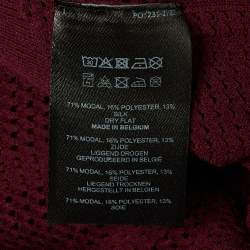 71% MODAL, 16% POLYESTER, 13%
SILK
DRY FLAT
MADE IN BELGIUM
71% MODAL, 16% POLYESTER, 13%
ZIJDE
LIGGEND DROGEN
GEPRODUCEERD IN BELGIË
71% MODAL, 16% POLYESTER, 13%
SEIDE
LIEGEND TROCKNEN
HERGESTELLT IN BELGIEN
71% MODAL, 16% POLYESTER, 13%
SOIE